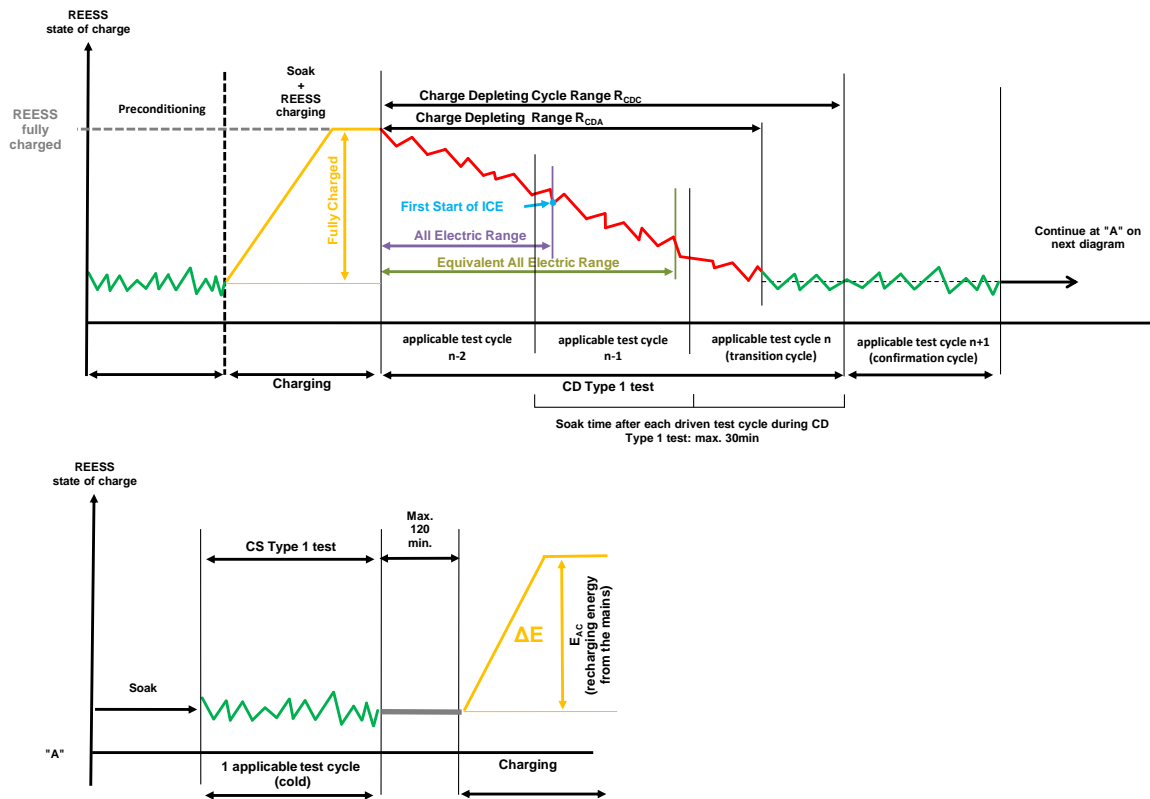 REESS
state of charge
Preconditioning
Soak
+
REESS
charging
Charge Depleting Cycle Range RCDC
Charge Depleting Range RCDA
REESS
fully
charged
Fully Charged
First Start of ICE
All Electric Range
Equivalent All Electric Range
Continue at "A" on
next diagram
applicable test cycle
n-2
applicable test cycle
n-1
applicable test cycle n
(transition cycle)
applicable test cycle n+1
(confirmation cycle)
Charging
CD Type 1 test
Soak time after each driven test cycle during CD
Type 1 test: max. 30min
REESS
state of charge
Max.
120
min.
CS Type 1 test
ΔE
EAC
(recharging energy
from the mains)
Soak
"A"
1 applicable test cycle
(cold)
Charging